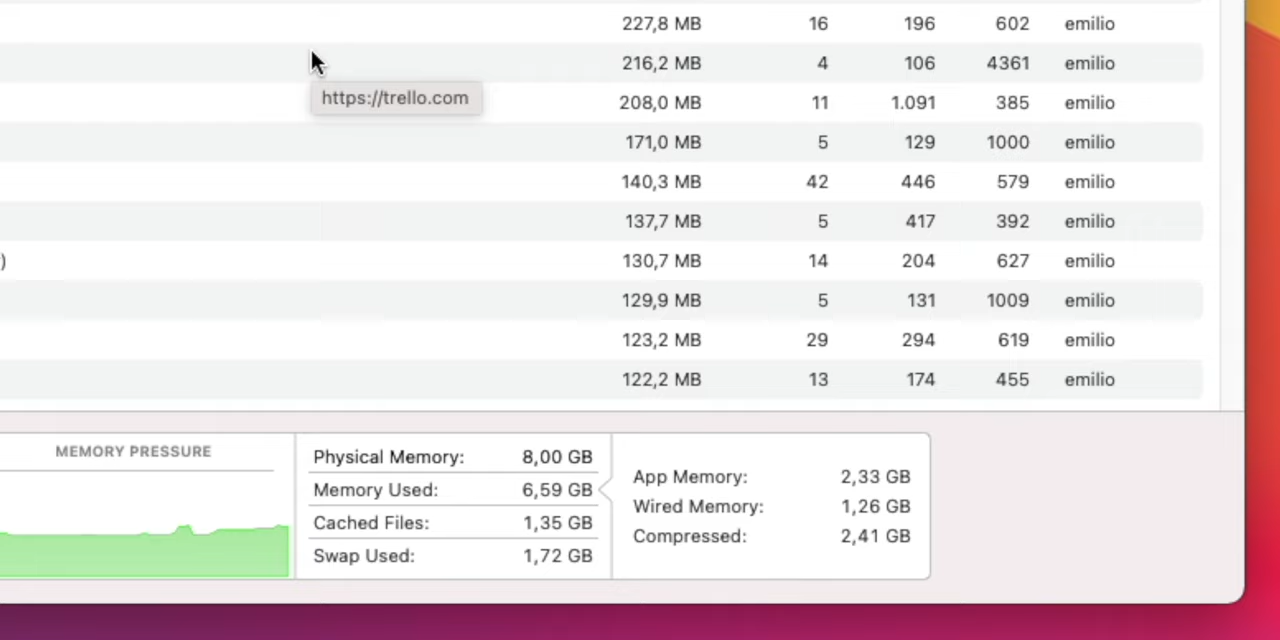 227,8 MB 16 196 602 emilio
216,2 MB 4 106 4361 emilio
https://trello.com
208,0 MB 11 1.091 385 emilio
171,0 MB 5 129 1000 emilio
140,3 MB 42 446 579 emilio
137,7 MB 5 417 392 emilio
) 130,7 MB 14 204 627 emilio
129,9 MB 5 131 1009 emilio
123,2 MB 29 294 619 emilio
122,2 MB 13 174 455 emilio
MEMORY PRESSURE
Physical Memory: 8,00 GB
Memory Used: 6,59 GB
Cached Files: 1,35 GB
Swap Used: 1,72 GB
App Memory: 2,33 GB
Wired Memory: 1,26 GB
Compressed: 2,41 GB